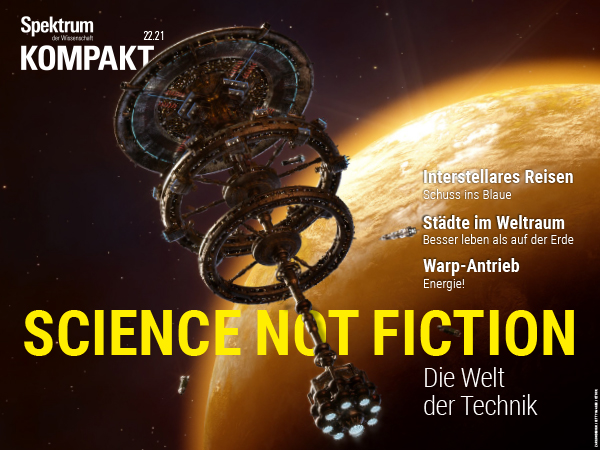 Spektrum
der Wissenschaft
22.21
KOMPAKT
Interstellares Reisen
Schuss ins Blaue
Städte im Weltraum
Besser leben als auf der Erde
Warp-Antrieb
Energie!
SCIENCE NOT FICTION
Die Welt
der Technik